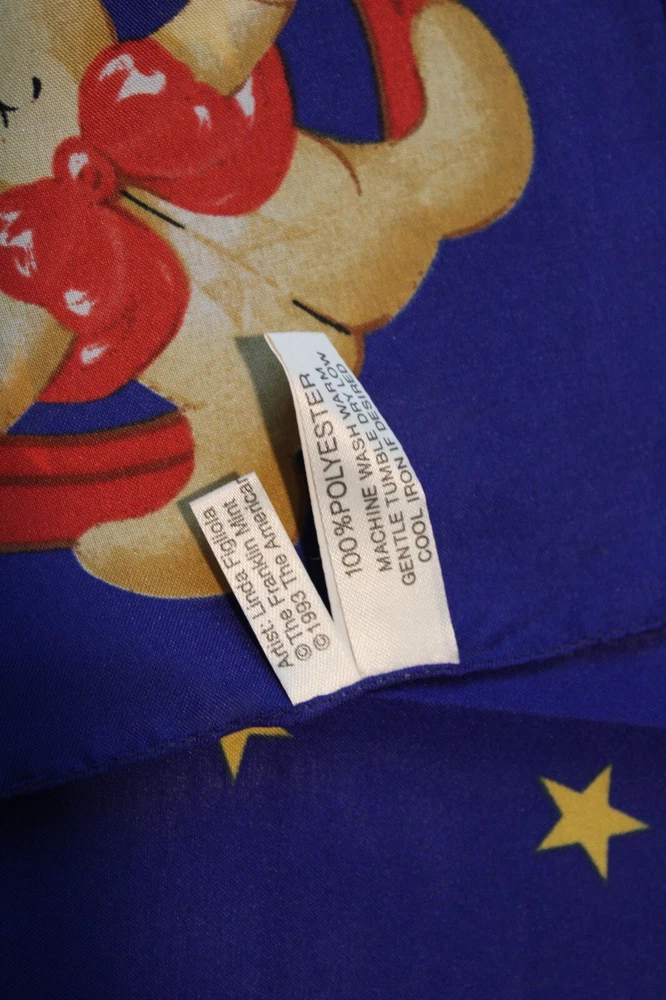 Artist: Linda Figliola
©The Franklin Mint
©1993 The American
100%POLYESTER
MACHINE WASH WARM
GENTLE TUMBLE DRY LOW
COOL IRON IF DESIRED